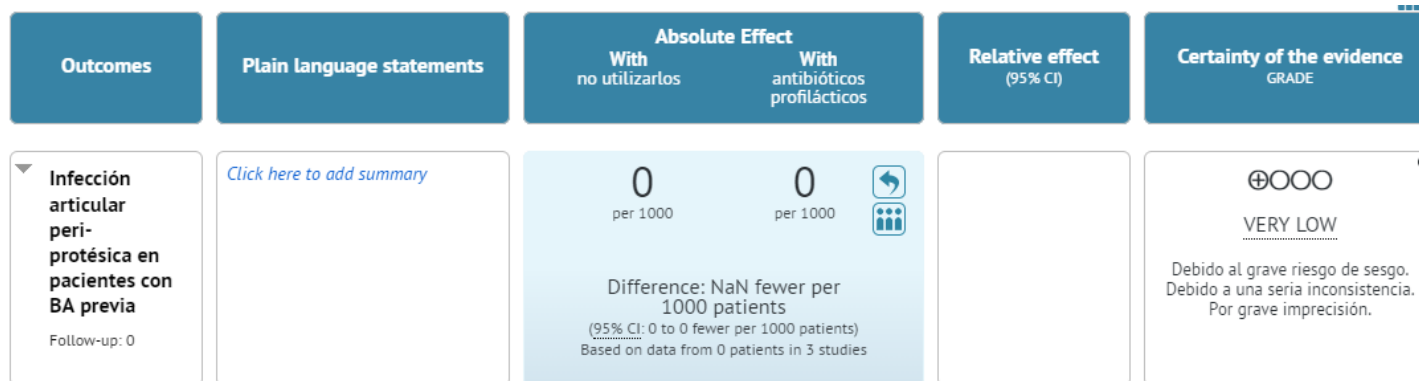 Outcomes
Plain language statements
Absolute Effect
With
no utilizarlos
With
antibióticos
profilácticos
Relative effect
(95% CI)
Certainty of the evidence
GRADE
Infección
articular
peri-
protésica en
pacientes con
BA previa
Follow-up: 0
Click here to add summary
0
per 1000
0
per 1000
Difference: NaN fewer per
1000 patients
(95% CI: 0 to 0 fewer per 1000 patients)
Based on data from 0 patients in 3 studies
⊕○○○
VERY LOW
Debido al grave riesgo de sesgo.
Debido a una seria inconsistencia.
Por grave imprecisión.